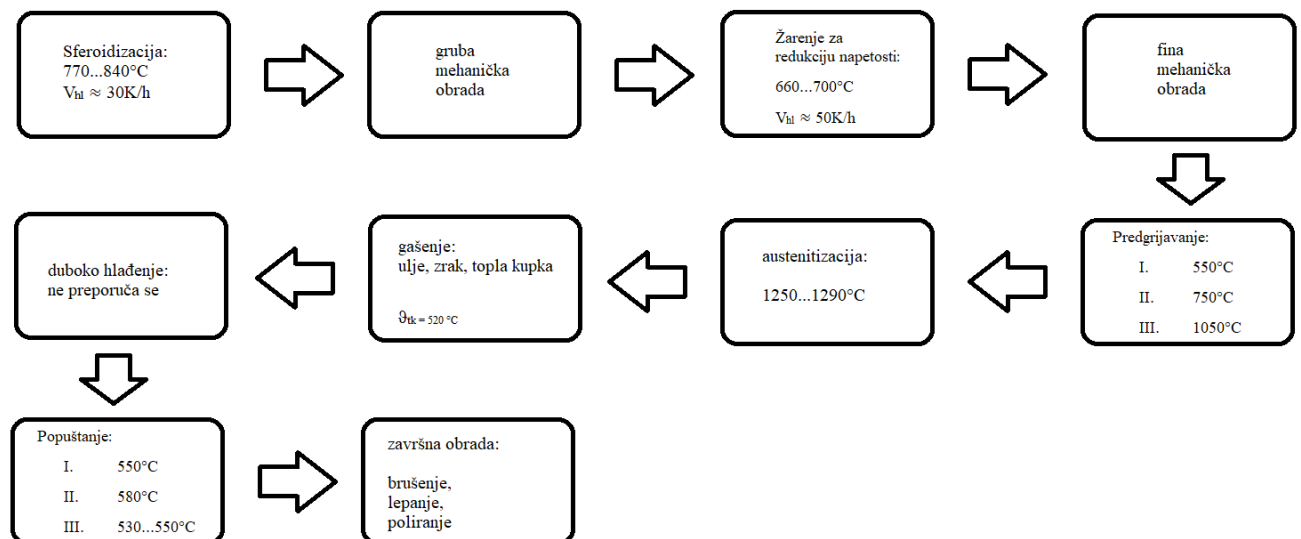 Sferoidizacija:
770...840°C
Vhl ≈ 30K/h
gruba
mehanička
obrada
Žarenje za
redukciju napetosti:
660...700°C
Vhl ≈ 50K/h
fina
mehanička
obrada
Predgrijavanje:
I. 550°C
II. 750°C
III. 1050°C
austenitizacija:
1250...1290°C
gašenje:
ulje, zrak, topla kupka
ϑtk = 520 °C
duboko hlađenje:
ne preporuča se
Popuštanje:
I. 550°C
II. 580°C
III. 530...550°C
završna obrada:
brušenje,
lepanje,
poliranje